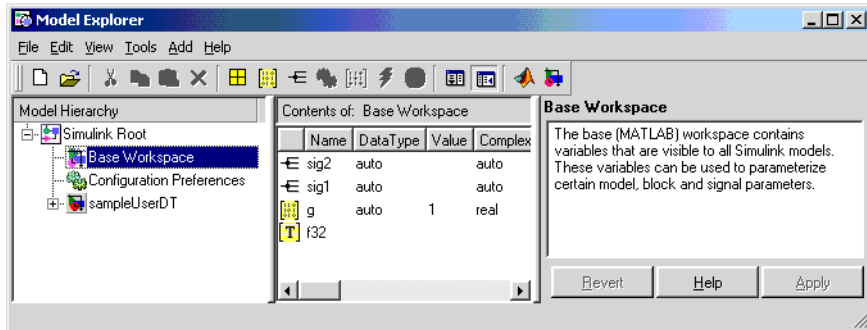 Model Explorer
File Edit View Tools Add Help
Model Hierarchy
Simulink Root
Base Workspace
Configuration Preferences
sampleUserDT
Contents of: Base Workspace
Name DataType Value Complex
sig2 auto auto
sig1 auto auto
g auto 1 real
T f32
Base Workspace
The base (MATLAB) workspace contains
variables that are visible to all Simulink models.
These variables can be used to parameterize
certain model, block and signal parameters.
Revert Help Apply